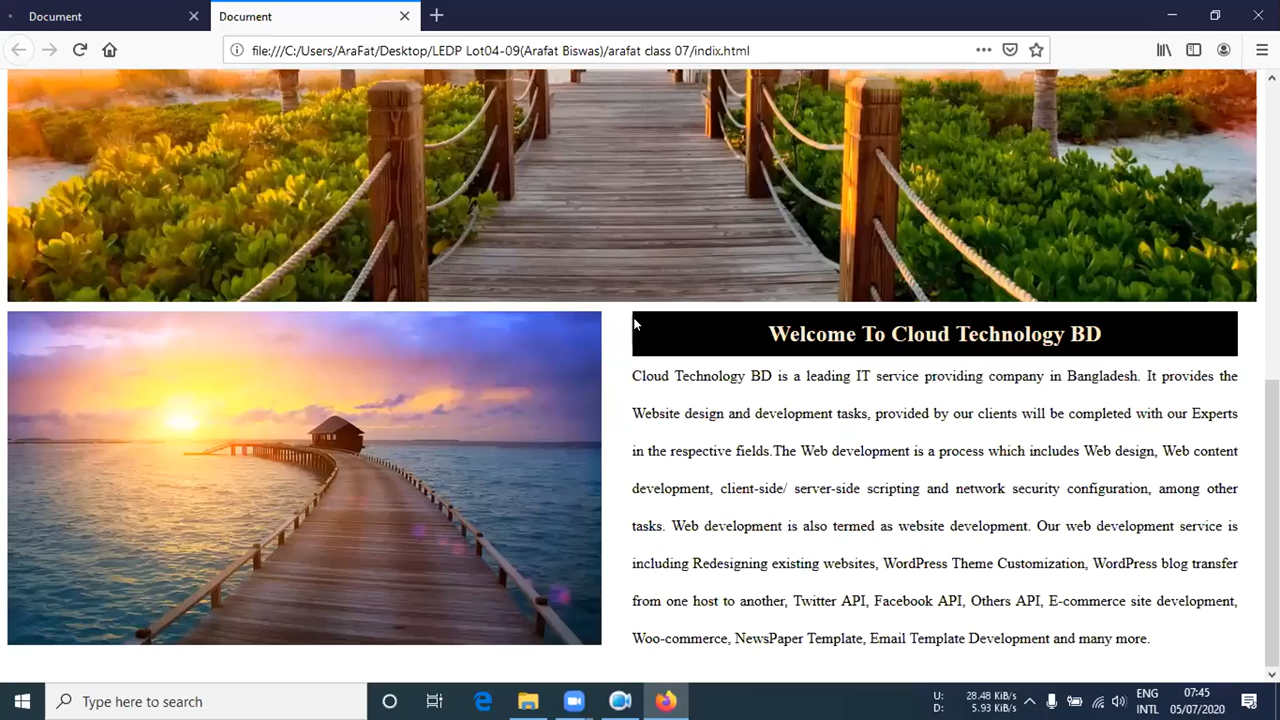 Document
Document
file:///C:/Users/AraFat/Desktop/LEDP Lot04-09(Arafat Biswas)/arafat class 07/indix.html
Welcome To Cloud Technology BD
Cloud Technology BD is a leading IT service providing company in Bangladesh. It provides the
Website design and development tasks, provided by our clients will be completed with our Experts
in the respective fields.The Web development is a process which includes Web design, Web content
development, client-side/ server-side scripting and network security configuration, among other
tasks. Web development is also termed as website development. Our web development service is
including Redesigning existing websites, WordPress Theme Customization, WordPress blog transfer
from one host to another, Twitter API, Facebook API, Others API, E-commerce site development,
Woo-commerce, NewsPaper Template, Email Template Development and many more.
Type here to search
U: 28.48 KiB/s
D: 5.93 KiB/s
ENG
INTL
07:45
05/07/2020